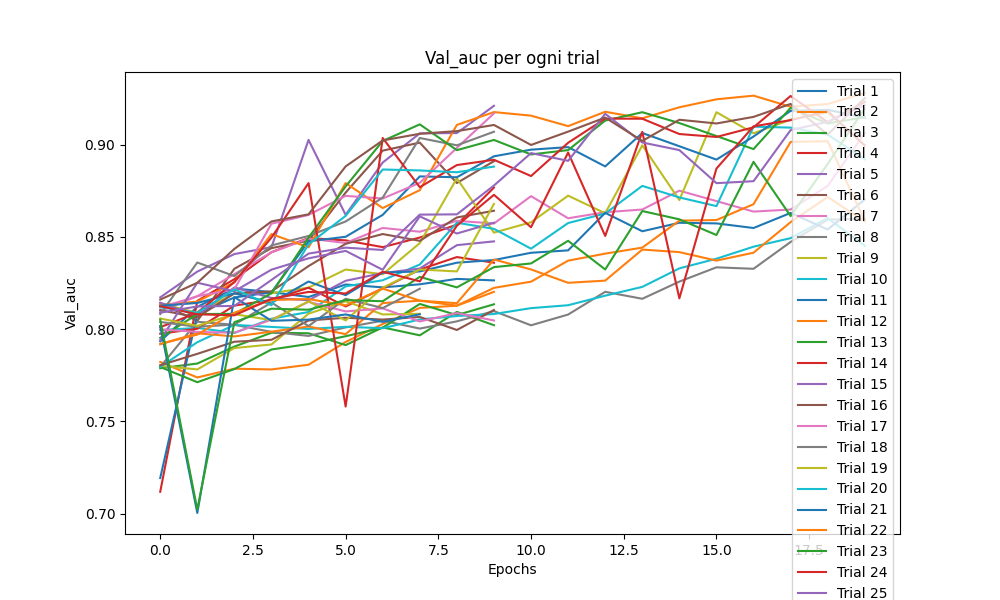 Val_auc per ogni trial
Val_auc
0.90
0.85
0.80
0.75
0.70
0.0
2.5
5.0
7.5
10.0
12.5
15.0
17.5
Epochs
Trial 1
Trial 2
Trial 3
Trial 4
Trial 5
Trial 6
Trial 7
Trial 8
Trial 9
Trial 10
Trial 11
Trial 12
Trial 13
Trial 14
Trial 15
Trial 16
Trial 17
Trial 18
Trial 19
Trial 20
Trial 21
Trial 22
Trial 23
Trial 24
Trial 25